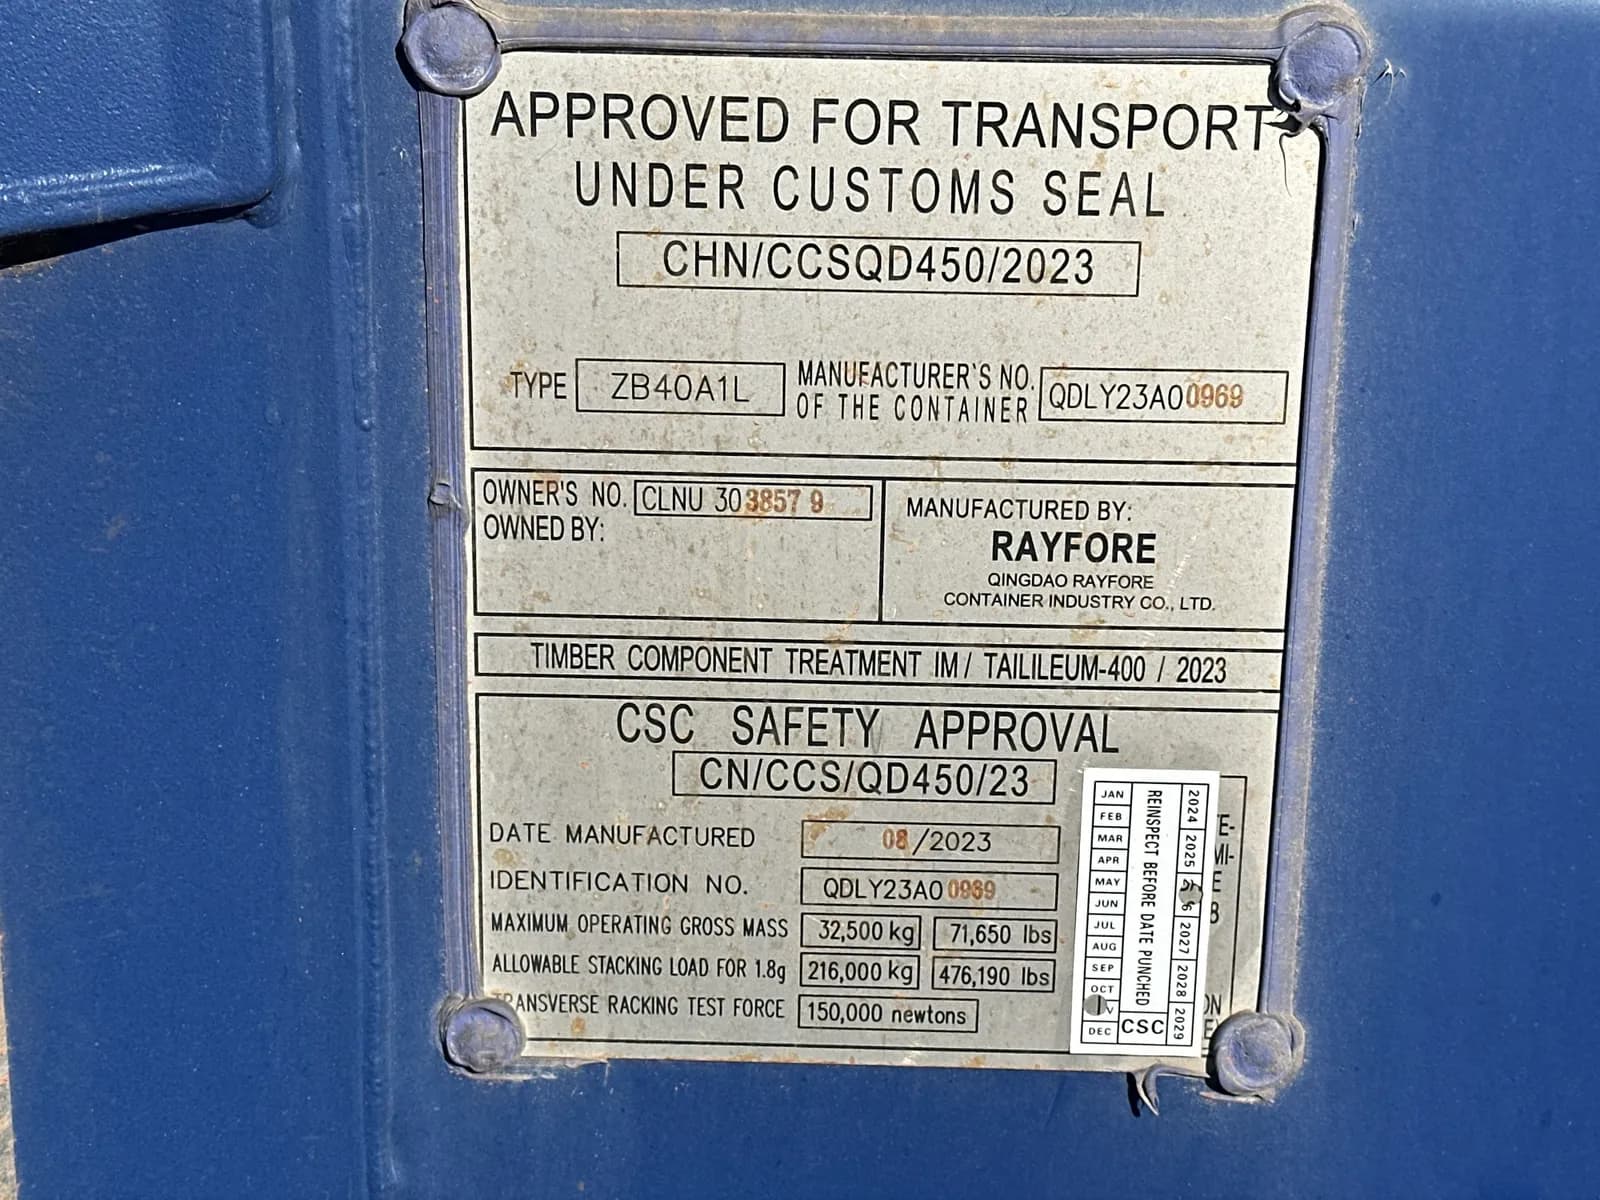 APPROVED FOR TRANSPORT
UNDER CUSTOMS SEAL
CHN/CCSQD450/2023
TYPE ZB40A1L
MANUFACTURER'S NO.
OF THE CONTAINER
QDLY23A00969
OWNER'S NO. CLNU 303857 9
OWNED BY:
MANUFACTURED BY:
RAYFORE
QINGDAO RAYFORE
CONTAINER INDUSTRY CO., LTD.
TIMBER COMPONENT TREATMENT IM / TAILILEUM-400 / 2023
CSC SAFETY APPROVAL
CN/CCS/QD450/23
DATE MANUFACTURED 08/2023
IDENTIFICATION NO. QDLY23A00969
MAXIMUM OPERATING GROSS MASS 32,500 kg 71,650 lbs
ALLOWABLE STACKING LOAD FOR 1.8g 216,000 kg 476,190 lbs
TRANSVERSE RACKING TEST FORCE 150,000 newtons
JAN
FEB
MAR
APR
MAY
JUN
JUL
AUG
SEP
OCT
DEC
REINSPECT BEFORE DATE PUNCHED
CSC
2024 2025 6 2027 2028 2029